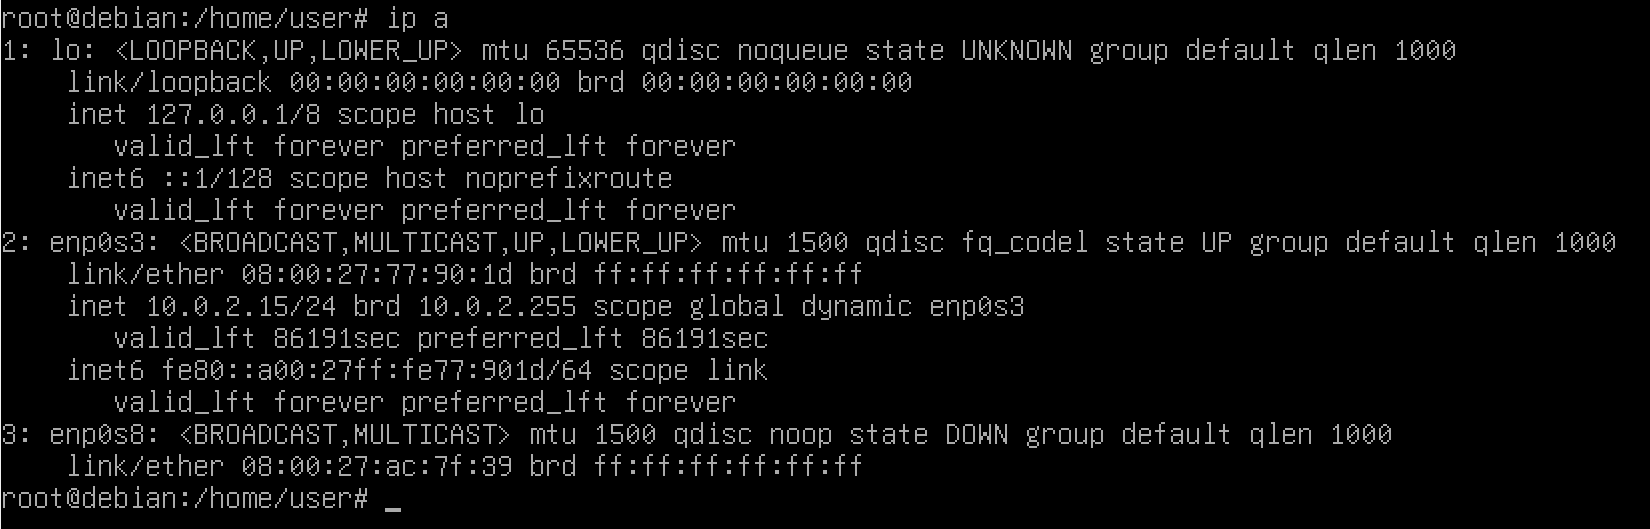 root@debian:/home/user# ip a
1: lo: <LOOPBACK,UP,LOWER_UP> mtu 65536 qdisc noqueue state UNKNOWN group default qlen 1000
    link/loopback 00:00:00:00:00:00 brd 00:00:00:00:00:00
    inet 127.0.0.1/8 scope host lo
       valid_lft forever preferred_lft forever
    inet6 ::1/128 scope host noprefixroute
       valid_lft forever preferred_lft forever
2: enp0s3: <BROADCAST,MULTICAST,UP,LOWER_UP> mtu 1500 qdisc fq_codel state UP group default qlen 1000
    link/ether 08:00:27:77:90:1d brd ff:ff:ff:ff:ff:ff
    inet 10.0.2.15/24 brd 10.0.2.255 scope global dynamic enp0s3
       valid_lft 86191sec preferred_lft 86191sec
    inet6 fe80::a00:27ff:fe77:901d/64 scope link
       valid_lft forever preferred_lft forever
3: enp0s8: <BROADCAST,MULTICAST> mtu 1500 qdisc noop state DOWN group default qlen 1000
    link/ether 08:00:27:ac:7f:39 brd ff:ff:ff:ff:ff:ff
root@debian:/home/user# _